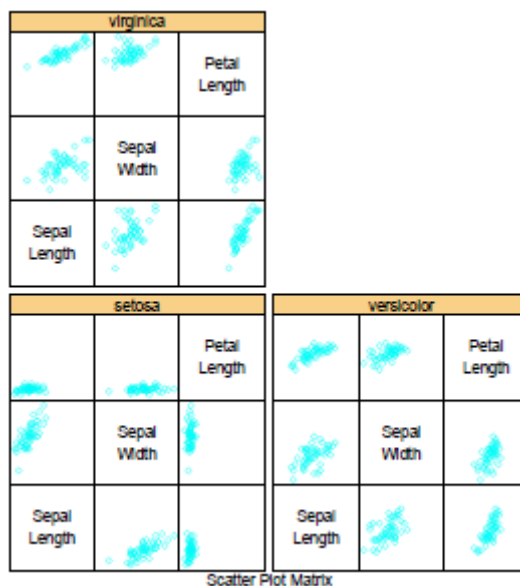 virginica
Petal
Length
Sepal
Width
Sepal
Length
setosa
Petal
Length
Sepal
Width
Sepal
Length
versicolor
Petal
Length
Sepal
Width
Sepal
Length
Scatter Plot Matrix